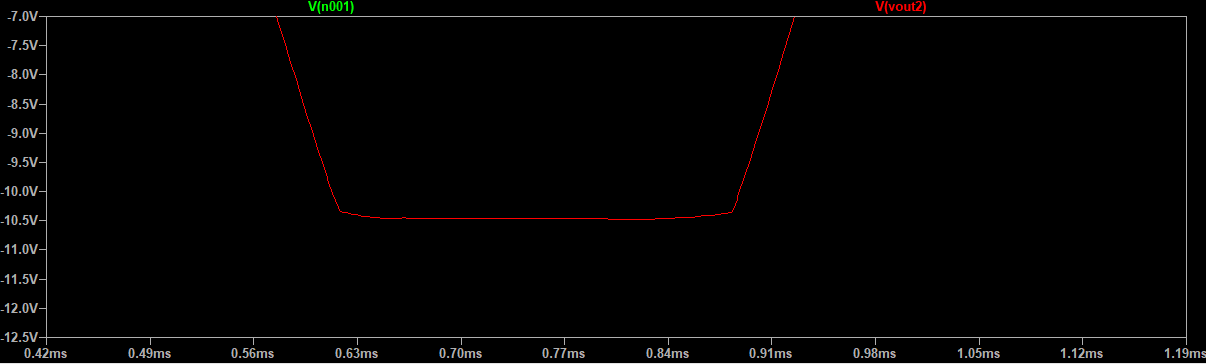 V(n001) V(vout2)
-7.0V
-7.5V
-8.0V
-8.5V
-9.0V
-9.5V
-10.0V
-10.5V
-11.0V
-11.5V
-12.0V
-12.5V
0.42ms 0.49ms 0.56ms 0.63ms 0.70ms 0.77ms 0.84ms 0.91ms 0.98ms 1.05ms 1.12ms 1.19ms